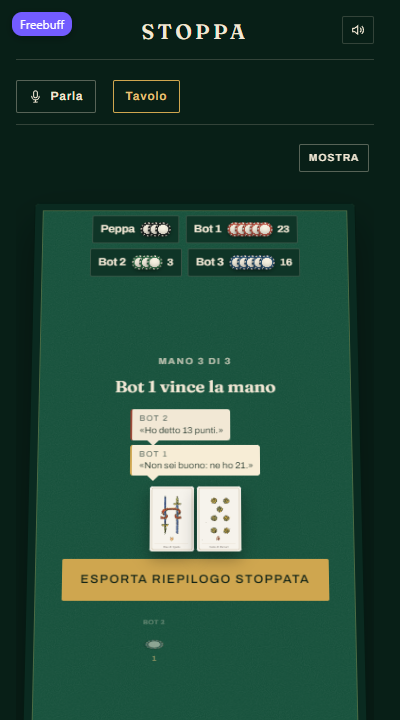 Freebuff
STOPPA
Parla
Tavolo
MOSTRA
Peppa
Bot 1 23
Bot 2 3
Bot 3 16
MANO 3 DI 3
Bot 1 vince la mano
BOT 2
«Ho detto 13 punti.»
BOT 1
«Non sei buono: ne ho 21.»
ESPORTA RIEPILOGO STOPPATA
1